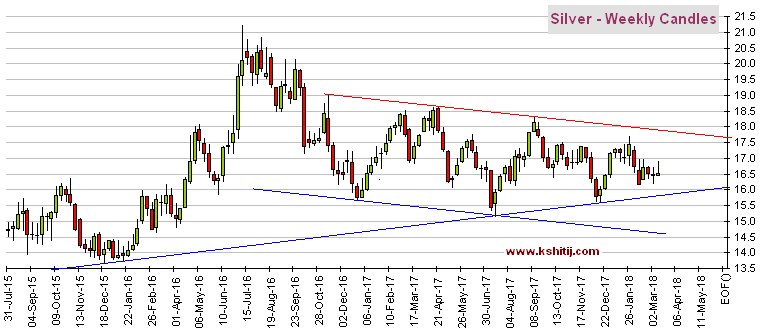 Silver - Weekly Candles
21.5
21.0
20.5
20.0
19.5
19.0
18.5
18.0
17.5
17.0
16.5
16.0
15.5
15.0
14.5
14.0
13.5
www.kshitij.com
31-Jul-15
04-Sep-15
09-Oct-15
13-Nov-15
18-Dec-15
22-Jan-16
26-Feb-16
01-Apr-16
06-May-16
10-Jun-16
15-Jul-16
19-Aug-16
23-Sep-16
28-Oct-16
02-Dec-16
06-Jan-17
10-Feb-17
17-Mar-17
21-Apr-17
26-May-17
30-Jun-17
04-Aug-17
08-Sep-17
13-Oct-17
17-Nov-17
22-Dec-17
26-Jan-18
02-Mar-18
06-Apr-18
11-May-18
EOF()